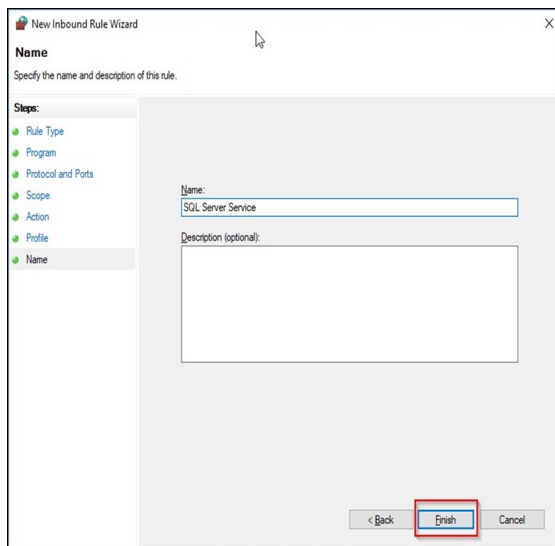 New Inbound Rule Wizard
Name
Specify the name and description of this rule.
Steps:
Rule Type
Program
Protocol and Ports
Scope
Action
Profile
Name
Name:
SQL Server Service
Description (optional):
< Back Finish Cancel